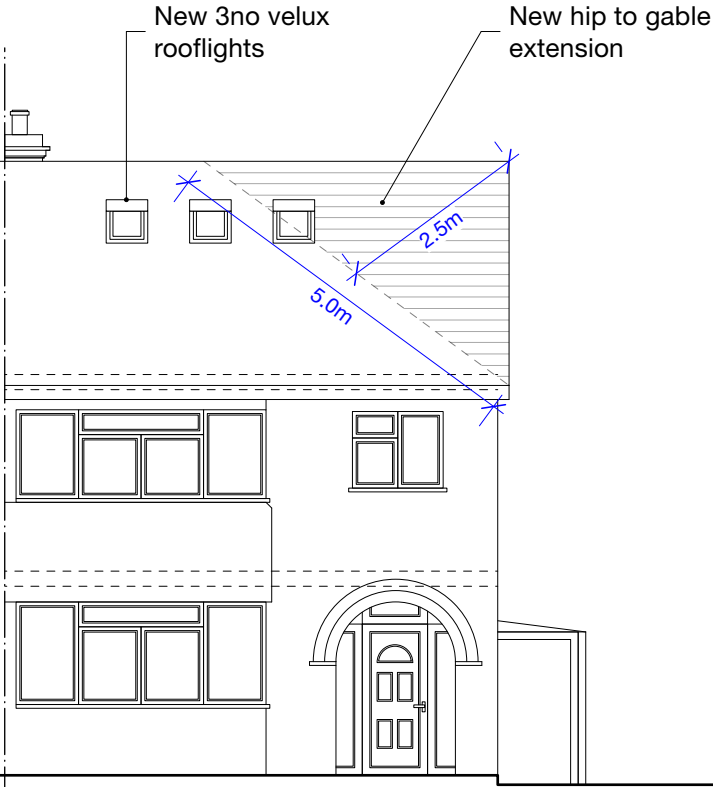 New 3no velux
rooflights
New hip to gable
extension
2.5m
5.0m